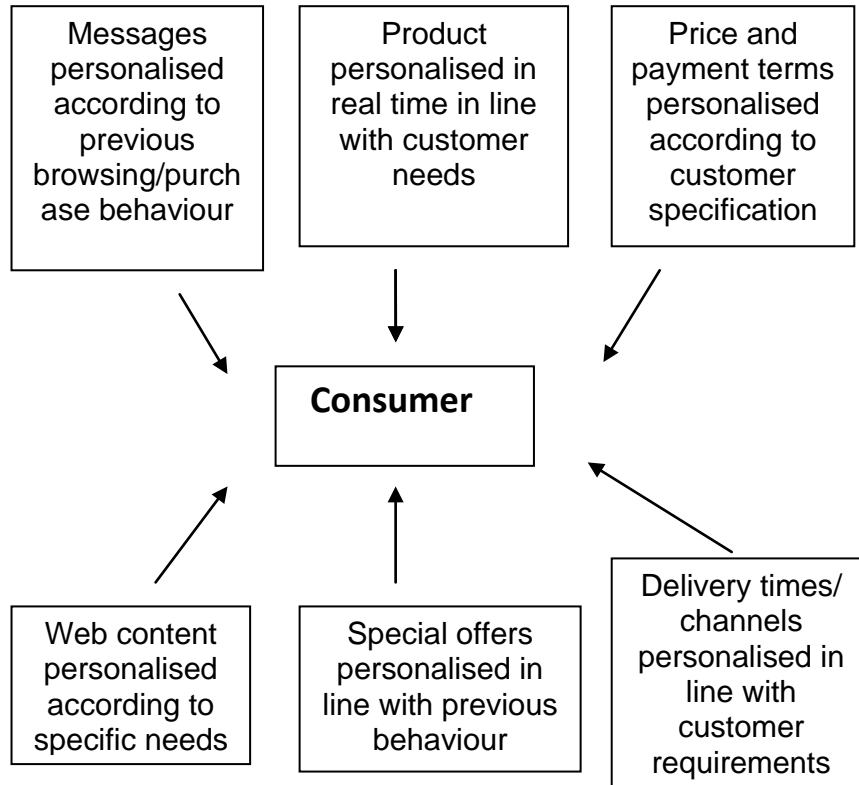 Messages
personalised
according to
previous
browsing/purch
ase behaviour
Product
personalised in
real time in line
with customer
needs
Price and
payment terms
personalised
according to
customer
specification
Consumer
Web content
personalised
according to
specific needs
Special offers
personalised in
line with previous
behaviour
Delivery times/
channels
personalised in
line with
customer
requirements